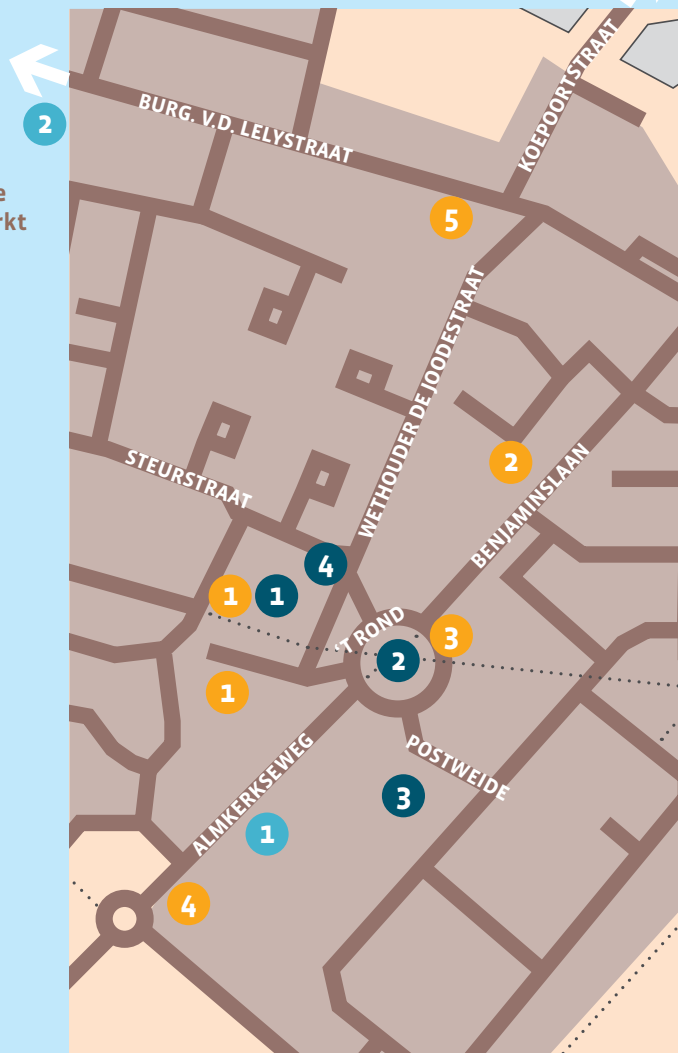 KOEPOORTSTRAAT
BURG. V.D. LELYSTRAAT
2
e
rkt
5
WETHOUDER DE JOODESTRAAT
STEURSTRAAT
2
BENJAMINSLAAN
4
1
1
'T ROND
3
2
1
POSTWEIDE
ALMKERKSEWEG
3
1
4